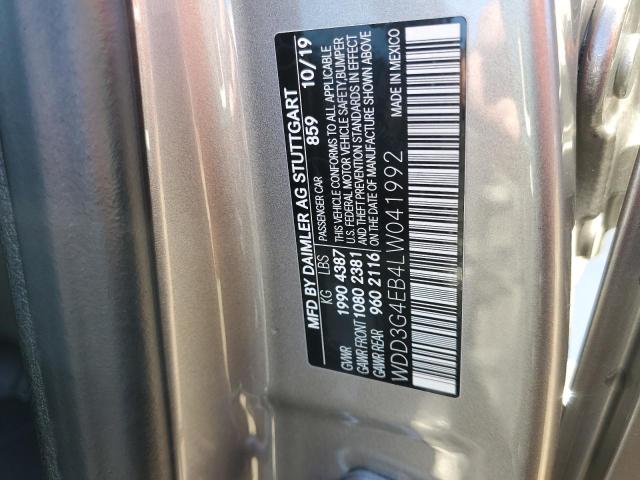 MFD BY DAIMLER AG STUTTGART
859 10/19
KG LBS PASSENGER CAR
GVWR 1990 4387
GAWR FRONT 1080 2381
GAWR REAR 960 2116
THIS VEHICLE CONFORMS TO ALL APPLICABLE
U.S. FEDERAL MOTOR VEHICLE SAFETY, BUMPER
AND THEFT PREVENTION STANDARDS IN EFFECT
ON THE DATE OF MANUFACTURE SHOWN ABOVE
MADE IN MEXICO
WDD3G4EB4LW041992